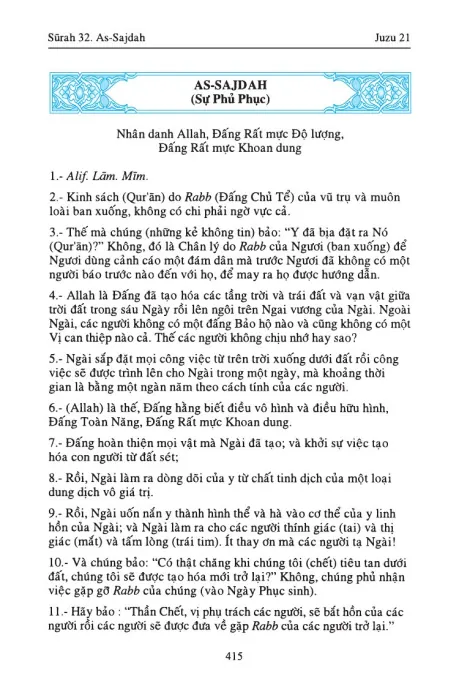 Sūrah 32. As-Sajdah Juzu 21
AS-SAJDAH
(Sự Phủ Phục)
Nhân danh Allah, Đấng Rất mực Độ lượng,
Đấng Rất mực Khoan dung
1.- Alif. Lām. Mīm.
2.- Kinh sách (Qur'ān) do Rabb (Đấng Chủ Tể) của vũ trụ và muôn
loài ban xuống, không có chi phải ngờ vực cả.
3.- Thế mà chúng (những kẻ không tin) bảo: “Y đã bịa đặt ra Nó
(Qur'ān)?” Không, đó là Chân lý do Rabb của Ngươi (ban xuống) để
Ngươi dùng cảnh cáo một đám dân mà trước Ngươi đã không có một
người báo trước nào đến với họ, để may ra họ được hướng dẫn.
4.- Allah là Đấng đã tạo hóa các tầng trời và trái đất và vạn vật giữa
trời đất trong sáu Ngày rồi lên ngôi trên Ngai vương của Ngài. Ngoài
Ngài, các người không có một đấng Bảo hộ nào và cũng không có một
Vị can thiệp nào cả. Thế các người không chịu nhớ hay sao?
5.- Ngài sắp đặt mọi công việc từ trên trời xuống dưới đất rồi công
việc sẽ được trình lên cho Ngài trong một ngày, mà khoảng thời
gian là bằng một ngàn năm theo cách tính của các người.
6.- (Allah) là thế, Đấng hằng biết điều vô hình và điều hữu hình,
Đấng Toàn Năng, Đấng Rất mực Khoan dung.
7.- Đấng hoàn thiện mọi vật mà Ngài đã tạo; và khởi sự việc tạo
hóa con người từ đất sét;
8.- Rồi, Ngài làm ra dòng dõi của y từ chất tinh dịch của một loại
dung dịch vô giá trị.
9.- Rồi, Ngài uốn nắn y thành hình thể và hà vào cơ thể của y linh
hồn của Ngài; và Ngài làm ra cho các người thính giác (tai) và thị
giác (mắt) và tấm lòng (trái tim). Ít thay ơn mà các người tạ Ngài!
10.- Và chúng bảo: “Có thật chăng khi chúng tôi (chết) tiêu tan dưới
đất, chúng tôi sẽ được tạo hóa mới trở lại?” Không, chúng phủ nhận
việc gặp gỡ Rabb của chúng (vào Ngày Phục sinh).
11.- Hãy bảo : “Thần Chết, vị phụ trách các người, sẽ bắt hồn của các
người rồi các người sẽ được đưa về gặp Rabb của các người trở lại.”
415